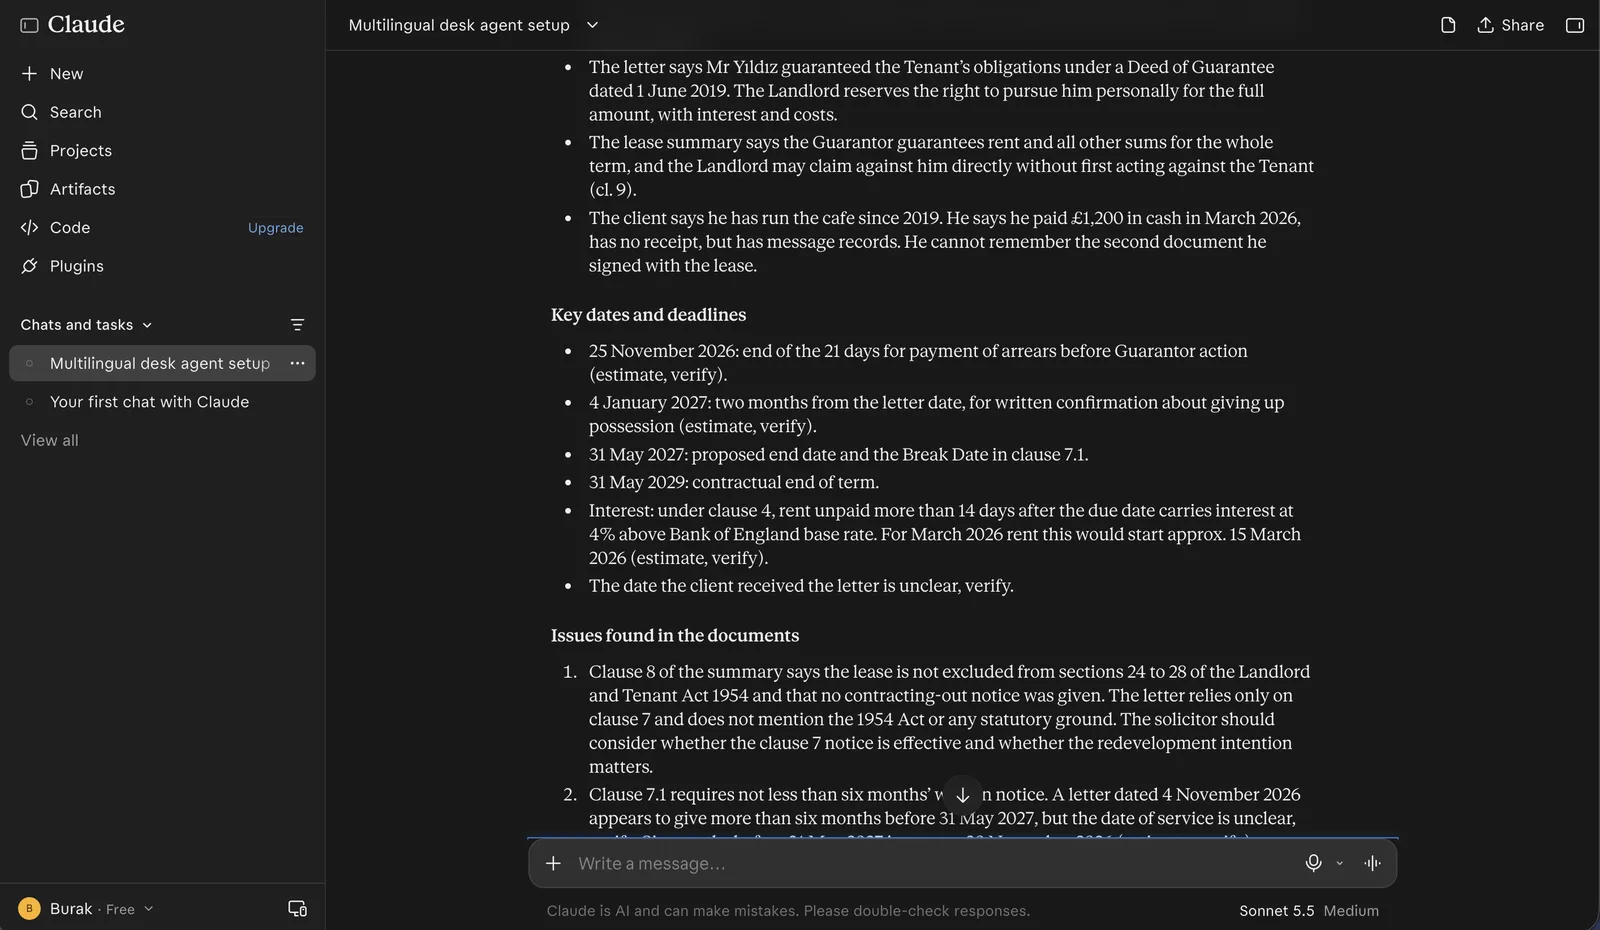 Claude
New
Search
Projects
Artifacts
Code
Upgrade
Plugins
Chats and tasks
Multilingual desk agent setup
Your first chat with Claude
View all
Burak · Free
Multilingual desk agent setup
Share
• The letter says Mr Yıldız guaranteed the Tenant’s obligations under a Deed of Guarantee
dated 1 June 2019. The Landlord reserves the right to pursue him personally for the full
amount, with interest and costs.
• The lease summary says the Guarantor guarantees rent and all other sums for the whole
term, and the Landlord may claim against him directly without first acting against the Tenant
(cl. 9).
• The client says he has run the cafe since 2019. He says he paid £1,200 in cash in March 2026,
has no receipt, but has message records. He cannot remember the second document he
signed with the lease.
Key dates and deadlines
• 25 November 2026: end of the 21 days for payment of arrears before Guarantor action
(estimate, verify).
• 4 January 2027: two months from the letter date, for written confirmation about giving up
possession (estimate, verify).
• 31 May 2027: proposed end date and the Break Date in clause 7.1.
• 31 May 2029: contractual end of term.
• Interest: under clause 4, rent unpaid more than 14 days after the due date carries interest at
4% above Bank of England base rate. For March 2026 rent this would start approx. 15 March
2026 (estimate, verify).
• The date the client received the letter is unclear, verify.
Issues found in the documents
1. Clause 8 of the summary says the lease is not excluded from sections 24 to 28 of the Landlord
and Tenant Act 1954 and that no contracting-out notice was given. The letter relies only on
clause 7 and does not mention the 1954 Act or any statutory ground. The solicitor should
consider whether the clause 7 notice is effective and whether the redevelopment intention
matters.
2. Clause 7.1 requires not less than six months’ w n notice. A letter dated 4 November 2026
appears to give more than six months before 31 May 2027, but the date of service is unclear,
Write a message…
Claude is AI and can make mistakes. Please double-check responses.
Sonnet 5.5 Medium